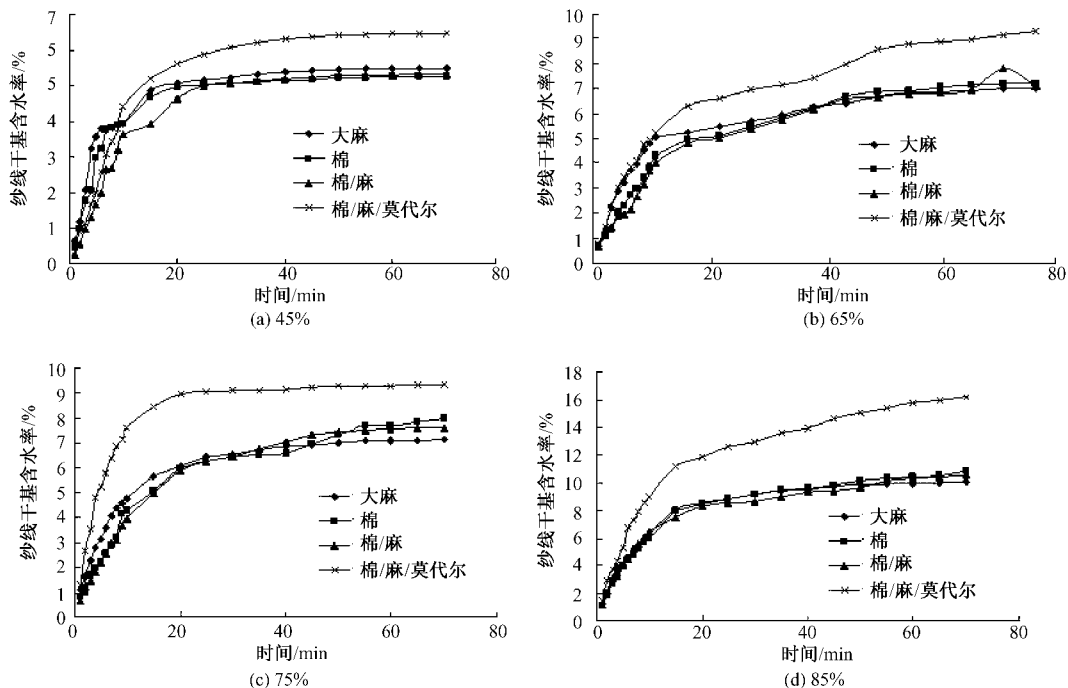 纱线干基含水率/%
7
5
5
4
3
2
1
0
0
20
40
60
80
时间/min
大麻
棉
棉/麻
棉/麻/莫代尔
(a) 45%
纱线干基含水率/%
10
9
8
7
6
5
4
3
2
1
0
0
20
40
60
80
时间/min
大麻
棉
棉/麻
棉/麻/莫代尔
(b) 65%
纱线干基含水率/%
10
9
8
7
6
5
4
3
2
1
0
0
20
40
60
80
时间/min
大麻
棉
棉/麻
棉/麻/莫代尔
(c) 75%
纱线干基含水率/%
18
16
14
12
10
8
6
4
2
0
0
20
40
60
80
时间/min
大麻
棉
棉/麻
棉/麻/莫代尔
(d) 85%